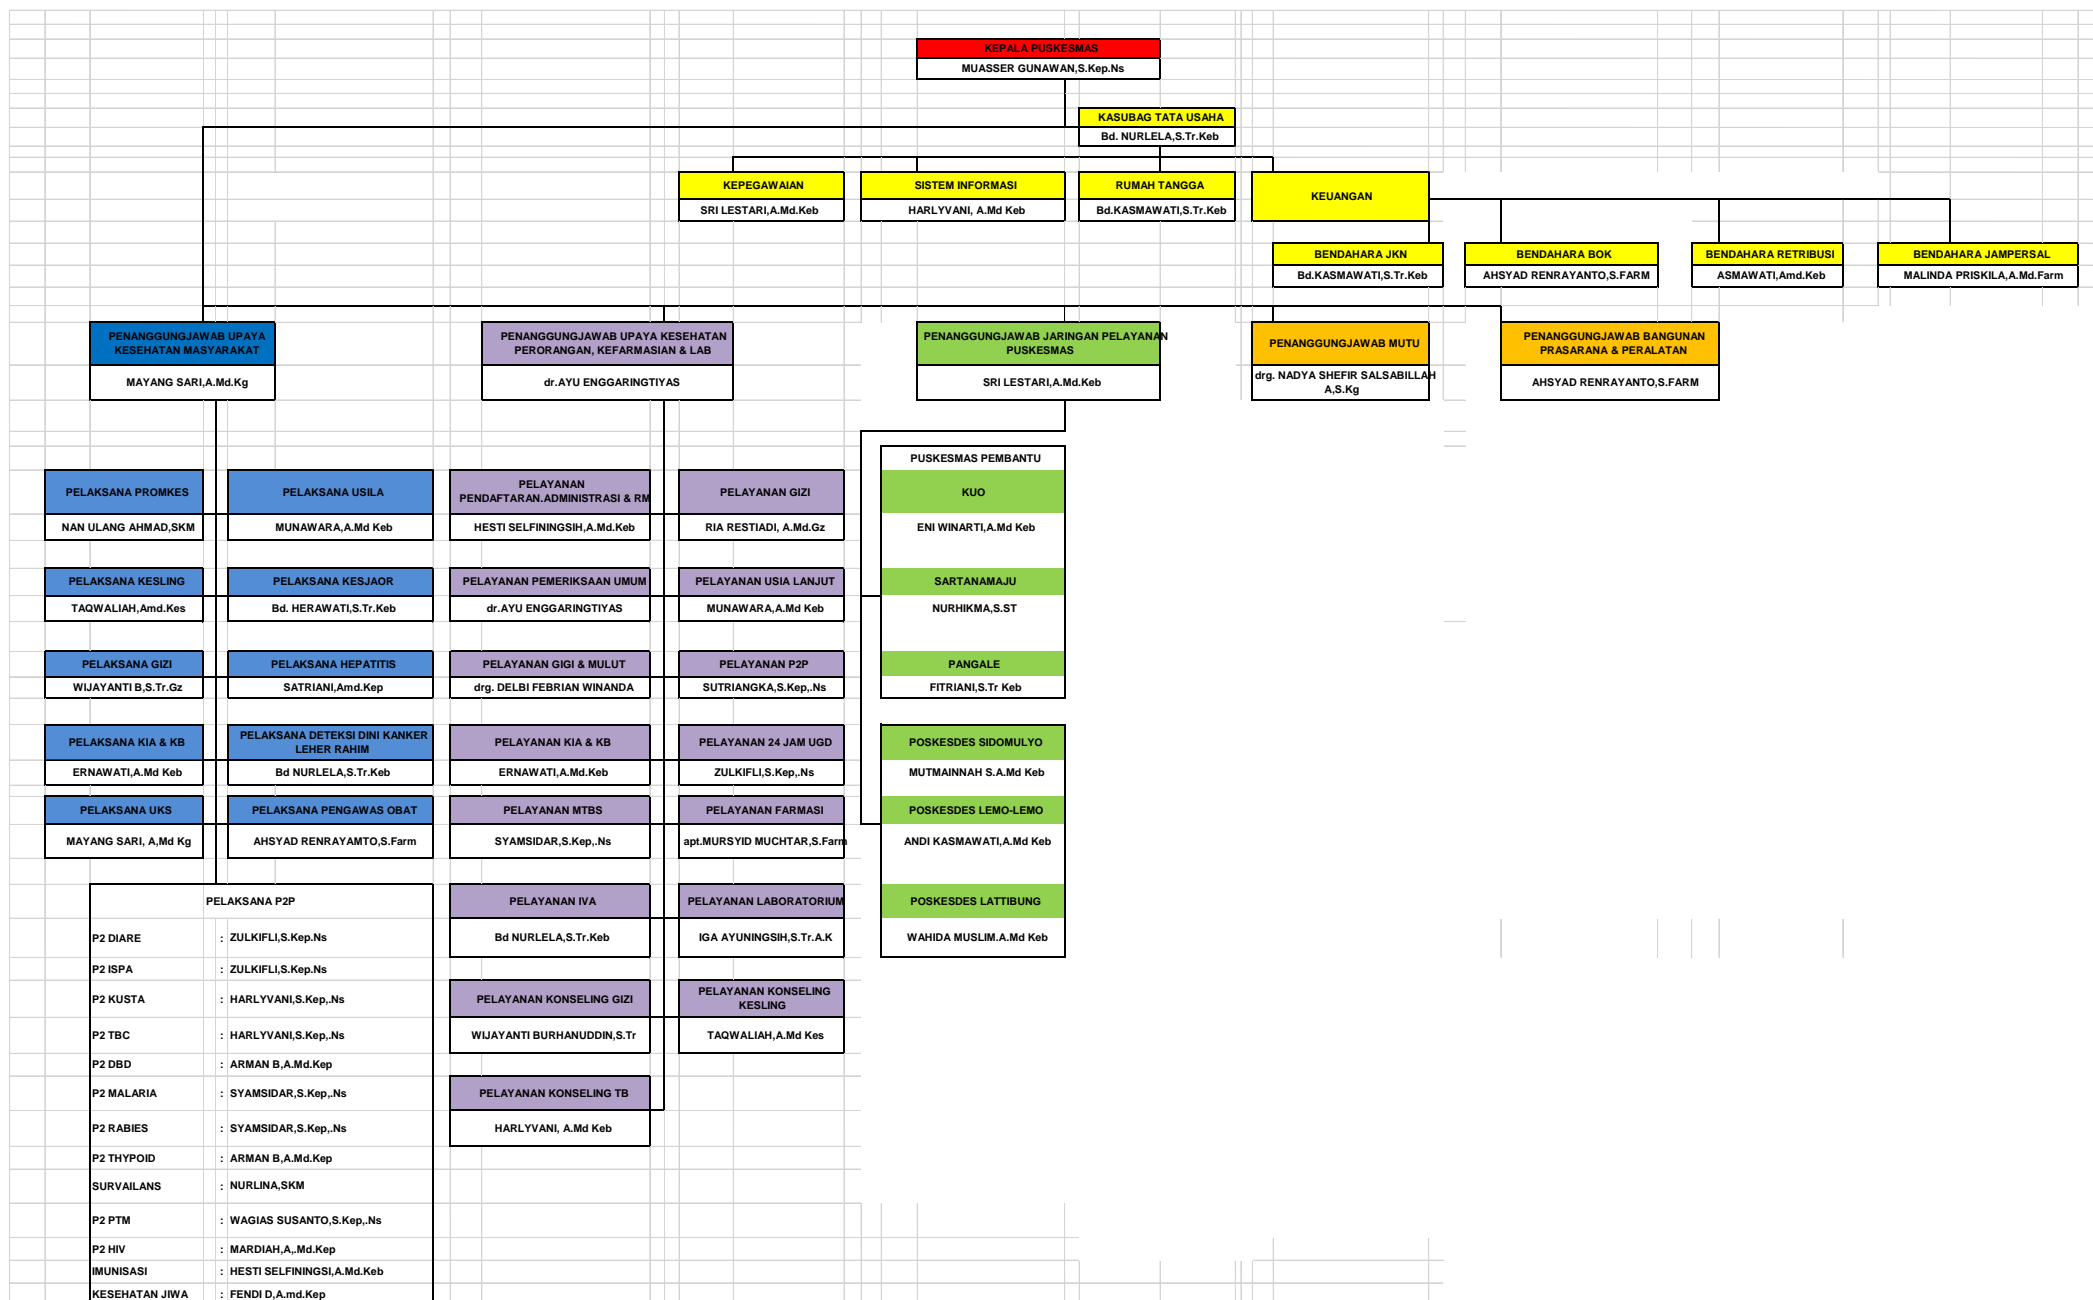 KEPALA PUSKESMAS
MUASSER GUNAWAN,S.Kep.Ns
KASUBAG TATA USAHA
Bd. NURLELA,S.Tr.Keb
KEPEGAWAIAN
SRI LESTARI,A.Md.Keb
SISTEM INFORMASI
HARLYVANI, A.Md Keb
RUMAH TANGGA
Bd.KASMAWATI,S.Tr.Keb
KEUANGAN
BENDAHARA JKN
Bd.KASMAWATI,S.Tr.Keb
BENDAHARA BOK
AHSYAD RENRAYANTO,S.FARM
BENDAHARA RETRIBUSI
ASMAWATI,Amd.Keb
BENDAHARA JAMPERSAL
MALINDA PRISKILA,A.Md.Farm
PENANGGUNGJAWAB UPAYA
KESEHATAN MASYARAKAT
MAYANG SARI,A.Md.Kg
PENANGGUNGJAWAB UPAYA KESEHATAN
PERORANGAN, KEFARMASIAN & LAB
dr.AYU ENGGARINGTIYAS
PENANGGUNGJAWAB JARINGAN PELAYANAN
PUSKESMAS
SRI LESTARI,A.Md.Keb
PENANGGUNGJAWAB MUTU
drg. NADYA SHEFIR SALSABILLAH
A,S.Kg
PENANGGUNGJAWAB BANGUNAN
PRASARANA & PERALATAN
AHSYAD RENRAYANTO,S.FARM
PELAKSANA PROMKES
NAN ULANG AHMAD,SKM
PELAKSANA USILA
MUNAWARA,A.Md Keb
PELAKSANA KESLING
TAQWALIAH,Amd.Kes
PELAKSANA KESJAOR
Bd. HERAWATI,S.Tr.Keb
PELAKSANA GIZI
WIJAYANTI B,S.Tr.Gz
PELAKSANA HEPATITIS
SATRIANI,Amd.Kep
PELAKSANA KIA & KB
ERNAWATI,A.Md Keb
PELAKSANA DETEKSI DINI KANKER
LEHER RAHIM
Bd NURLELA,S.Tr.Keb
PELAKSANA UKS
MAYANG SARI, A,Md Kg
PELAKSANA PENGAWAS OBAT
AHSYAD RENRAYAMTO,S.Farm
PELAKSANA P2P
P2 DIARE : ZULKIFLI,S.Kep.Ns
P2 ISPA : ZULKIFLI,S.Kep.Ns
P2 KUSTA : HARLYVANI,S.Kep,.Ns
P2 TBC : HARLYVANI,S.Kep,.Ns
P2 DBD : ARMAN B,A.Md.Kep
P2 MALARIA : SYAMSIDAR,S.Kep,.Ns
P2 RABIES : SYAMSIDAR,S.Kep,.Ns
P2 THYPOID : ARMAN B,A.Md.Kep
SURVAILANS : NURLINA,SKM
P2 PTM : WAGIAS SUSANTO,S.Kep,.Ns
P2 HIV : MARDIAH,A,.Md.Kep
IMUNISASI : HESTI SELFININGSI,A.Md.Keb
KESEHATAN JIWA : FENDI D,A.md.Kep
PELAYANAN
PENDAFTARAN.ADMINISTRASI & RM
HESTI SELFININGSIH,A.Md.Keb
PELAYANAN GIZI
RIA RESTIADI, A.Md.Gz
PELAYANAN PEMERIKSAAN UMUM
dr.AYU ENGGARINGTIYAS
PELAYANAN USIA LANJUT
MUNAWARA,A.Md Keb
PELAYANAN GIGI & MULUT
drg. DELBI FEBRIAN WINANDA
PELAYANAN P2P
SUTRIANGKA,S.Kep,.Ns
PELAYANAN KIA & KB
ERNAWATI,A.Md.Keb
PELAYANAN 24 JAM UGD
ZULKIFLI,S.Kep,.Ns
PELAYANAN MTBS
SYAMSIDAR,S.Kep,.Ns
PELAYANAN FARMASI
apt.MURSYID MUCHTAR,S.Farm
PELAYANAN IVA
Bd NURLELA,S.Tr.Keb
PELAYANAN LABORATORIUM
IGA AYUNINGSIH,S.Tr.A.K
PELAYANAN KONSELING GIZI
WIJAYANTI BURHANUDDIN,S.Tr
PELAYANAN KONSELING
KESLING
TAQWALIAH,A.Md Kes
PELAYANAN KONSELING TB
HARLYVANI, A.Md Keb
PUSKESMAS PEMBANTU
KUO
ENI WINARTI,A.Md Keb
SARTANAMAJU
NURHIKMA,S.ST
PANGALE
FITRIANI,S.Tr Keb
POSKESDES SIDOMULYO
MUTMAINNAH S.A.Md Keb
POSKESDES LEMO-LEMO
ANDI KASMAWATI,A.Md Keb
POSKESDES LATTIBUNG
WAHIDA MUSLIM.A.Md Keb